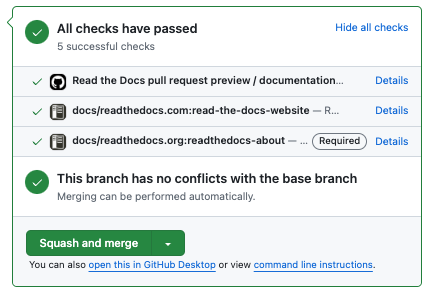 All checks have passed
Hide all checks
5 successful checks
Read the Docs pull request preview / documentation...
Details
docs/readthedocs.com:read-the-docs-website — R...
Details
docs/readthedocs.org:readthedocs-about — ...
Required
Details
This branch has no conflicts with the base branch
Merging can be performed automatically.
Squash and merge
You can also open this in GitHub Desktop or view command line instructions.